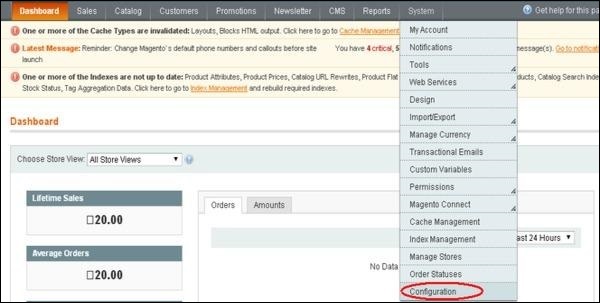 Dashboard Sales Catalog Customers Promotions Newsletter CMS Reports System Get help for this pa
One or more of the Cache Types are invalidated: Layouts, Blocks HTML output. Click here to go to Cache Management
Latest Message: Reminder: Change Magento's default phone numbers and callouts before site launch You have 4 critical, 5 message(s). Go to notificati
One or more of the Indexes are not up to date: Product Attributes, Product Prices, Catalog URL Rewrites, Product Flat ducts, Catalog Search Index
Stock Status, Tag Aggregation Data. Click here to go to Index Management and rebuild required indexes.
My Account
Notifications
Tools
Web Services
Design
Import/Export
Manage Currency
Transactional Emails
Custom Variables
Permissions
Magento Connect
Cache Management
Index Management
Manage Stores
Order Statuses
Configuration
Dashboard
Choose Store View: All Store Views
Lifetime Sales
20.00
Average Orders
20.00
Orders Amounts
ast 24 Hours
No Data